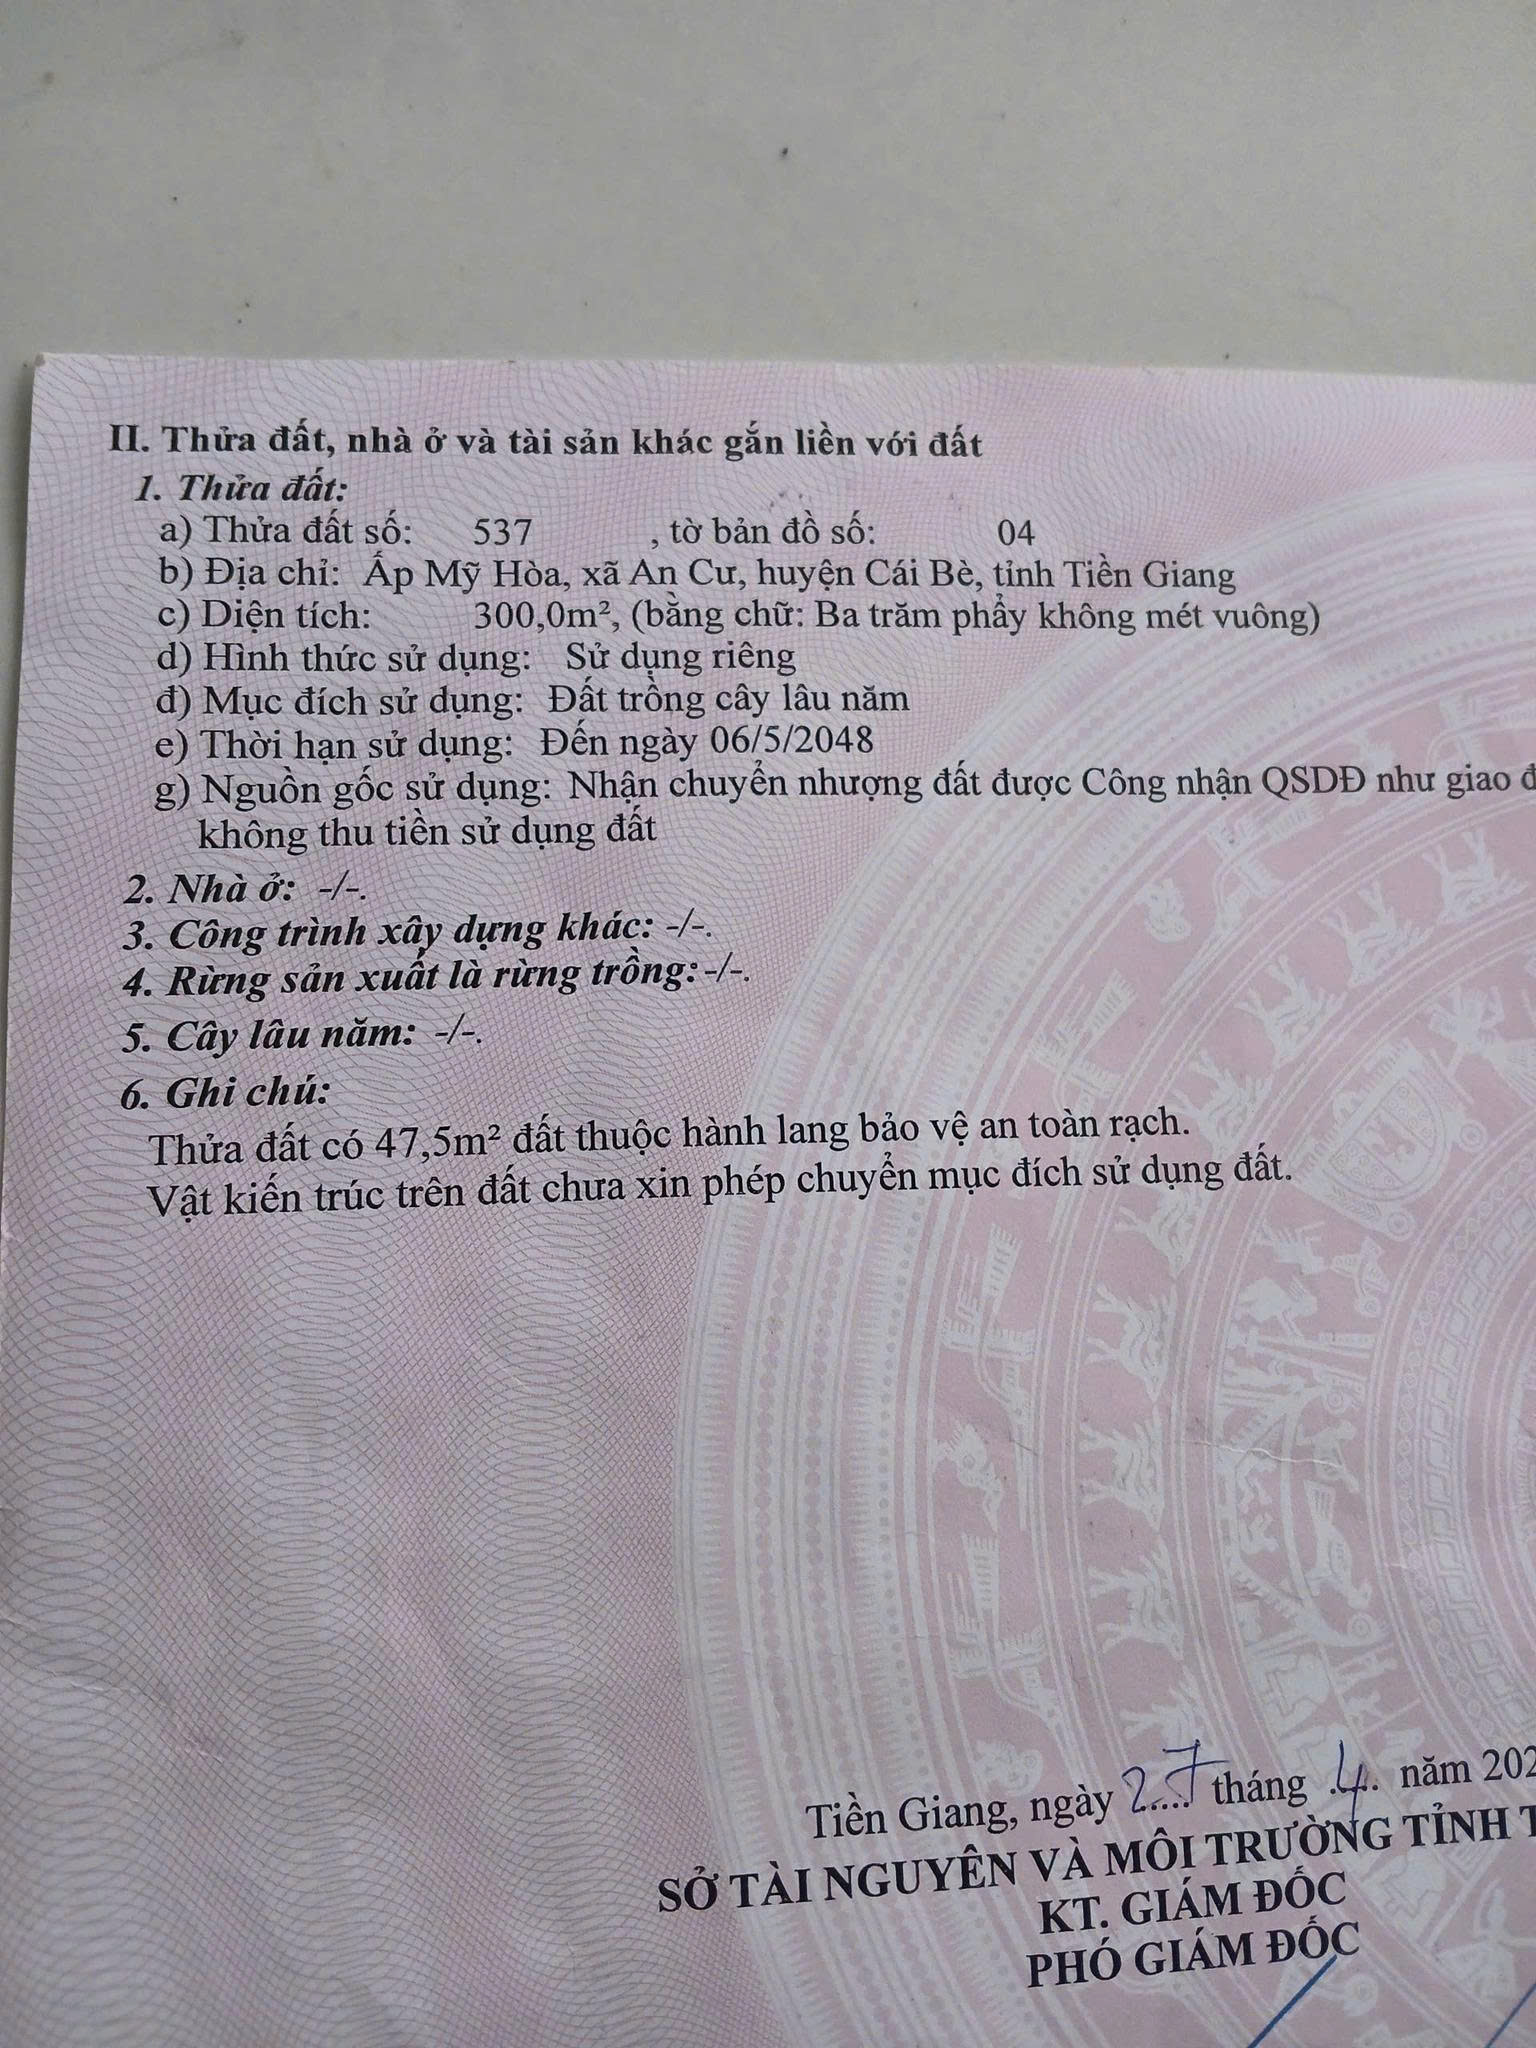 II. Thửa đất, nhà ở và tài sản khác gắn liền với đất
1. Thửa đất:
a) Thửa đất số: 537 , tờ bản đồ số: 04
b) Địa chỉ: Ấp Mỹ Hòa, xã An Cư, huyện Cái Bè, tỉnh Tiền Giang
c) Diện tích: 300,0m², (bằng chữ: Ba trăm phẩy không mét vuông)
d) Hình thức sử dụng: Sử dụng riêng
đ) Mục đích sử dụng: Đất trồng cây lâu năm
e) Thời hạn sử dụng: Đến ngày 06/5/2048
g) Nguồn gốc sử dụng: Nhận chuyển nhượng đất được Công nhận QSDĐ như giao
không thu tiền sử dụng đất
2. Nhà ở: -/-.
3. Công trình xây dựng khác: -/-.
4. Rừng sản xuất là rừng trồng: -/-.
5. Cây lâu năm: -/-.
6. Ghi chú:
Thửa đất có 47,5m² đất thuộc hành lang bảo vệ an toàn rạch.
Vật kiến trúc trên đất chưa xin phép chuyển mục đích sử dụng đất.
Tiền Giang, ngày 27 tháng 4 năm 202
SỞ TÀI NGUYÊN VÀ MÔI TRƯỜNG TỈNH T
KT. GIÁM ĐỐC
PHÓ GIÁM ĐỐC